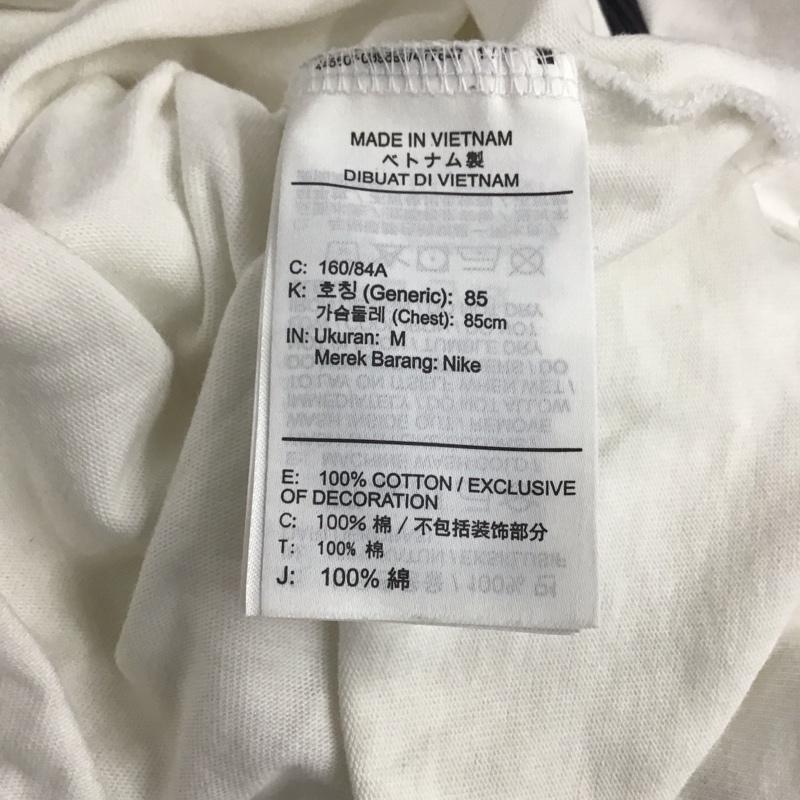 MADE IN VIETNAM
ベトナム製
DIBUAT DI VIETNAM
C: 160/84A
K: 호칭 (Generic): 85
가슴둘레 (Chest): 85cm
IN: Ukuran: M
Merek Barang: Nike
E: 100% COTTON / EXCLUSIVE
OF DECORATION
C: 100% 棉 / 不包括装饰部分
T: 100% 棉
J: 100% 綿